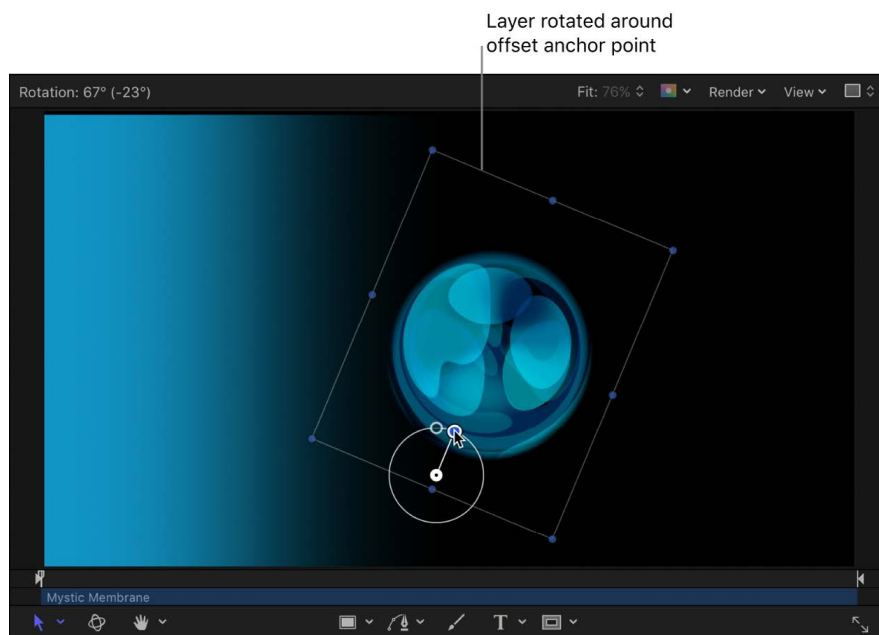 Layer rotated around
offset anchor point
Rotation: 67° (-23°)
Fit: 76%
Render
View
Mystic Membrane
T